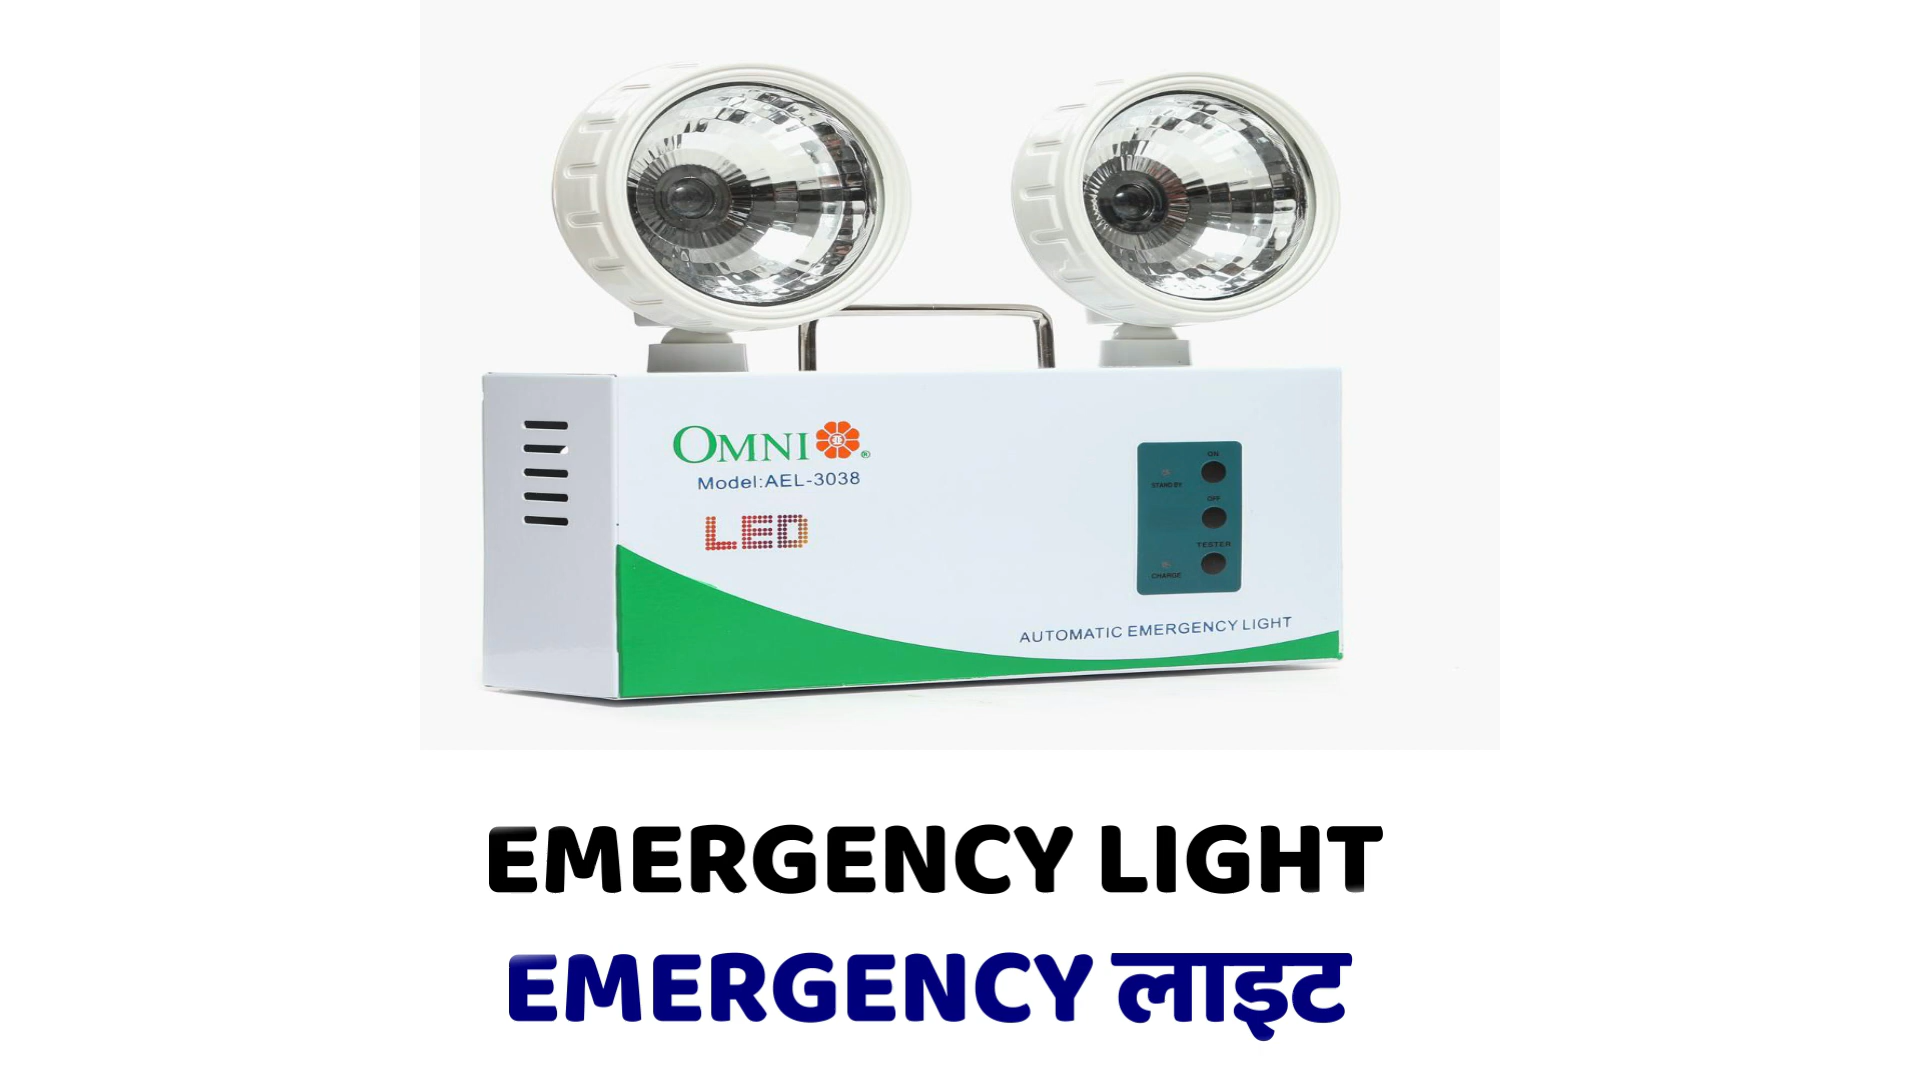 OMNI ®
Model:AEL-3038
LED
ON
STAND BY
OFF
TESTER
CHARGE
AUTOMATIC EMERGENCY LIGHT
EMERGENCY LIGHT
EMERGENCY लाइट